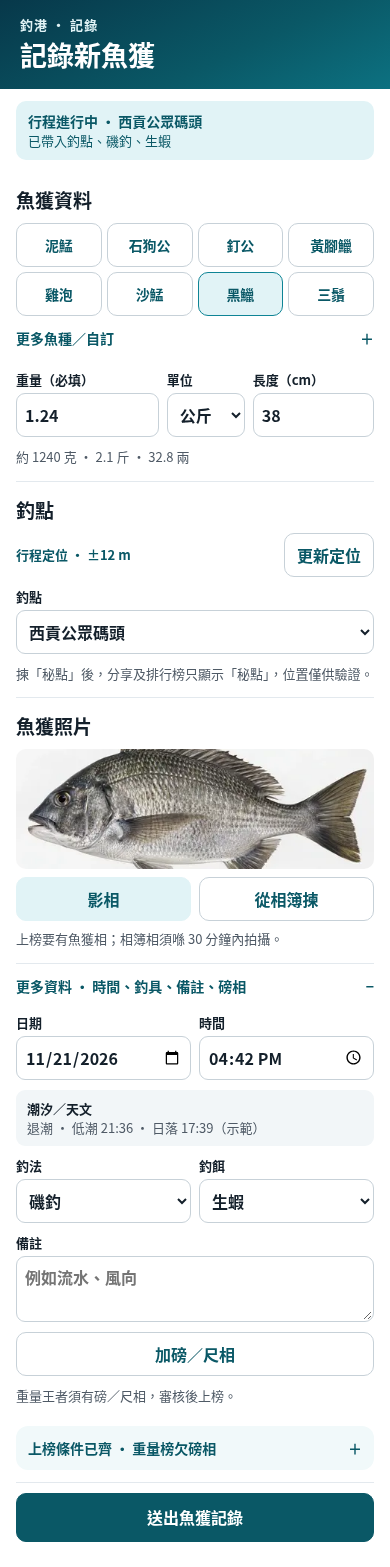 釣港 · 記錄
記錄新魚獲
行程進行中 · 西貢公眾碼頭
已帶入釣點、磯釣、生蝦
魚獲資料
泥鯭 石狗公 釘公 黃腳鱲
雞泡 沙鯭 黑鱲 三鬚
更多魚種／自訂 +
重量（必填） 單位 長度（cm）
1.24 公斤 38
約 1240 克 · 2.1 斤 · 32.8 兩
釣點
行程定位 · ±12 m 更新定位
釣點
西貢公眾碼頭
揀「秘點」後，分享及排行榜只顯示「秘點」，位置僅供驗證。
魚獲照片
影相 從相簿揀
上榜要有魚獲相；相簿相須喺 30 分鐘內拍攝。
更多資料 · 時間、釣具、備註、磅相 −
日期 時間
11/21/2026 04:42 PM
潮汐／天文
退潮 · 低潮 21:36 · 日落 17:39（示範）
釣法 釣餌
磯釣 生蝦
備註
例如流水、風向
加磅／尺相
重量王者須有磅／尺相，審核後上榜。
上榜條件已齊 · 重量榜欠磅相 +
送出魚獲記錄